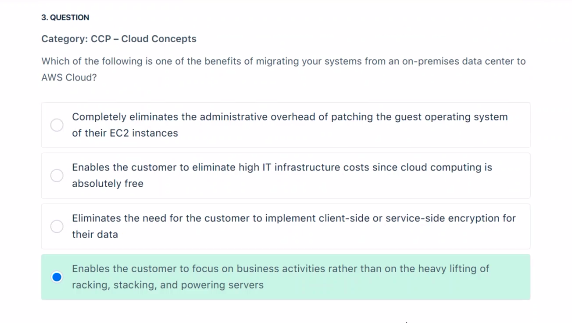 3. QUESTION
Category: CCP – Cloud Concepts
Which of the following is one of the benefits of migrating your systems from an on-premises data center to
AWS Cloud?
Completely eliminates the administrative overhead of patching the guest operating system
of their EC2 instances
Enables the customer to eliminate high IT infrastructure costs since cloud computing is
absolutely free
Eliminates the need for the customer to implement client-side or service-side encryption for
their data
Enables the customer to focus on business activities rather than on the heavy lifting of
racking, stacking, and powering servers